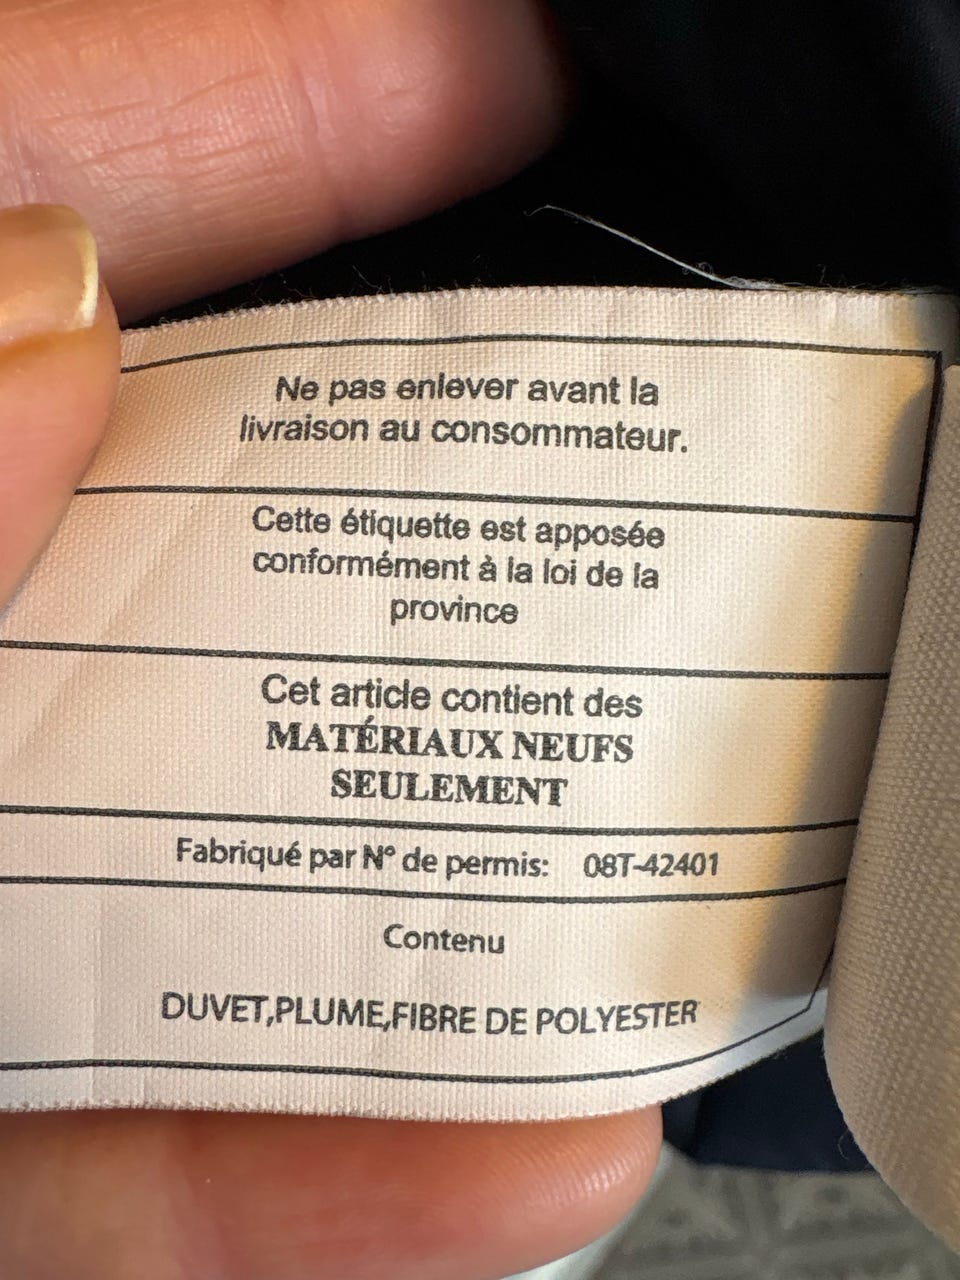 Ne pas enlever avant la
livraison au consommateur.
Cette étiquette est apposée
conformément à la loi de la
province
Cet article contient des
MATÉRIAUX NEUFS
SEULEMENT
Fabriqué par N° de permis: 08T-42401
Contenu
DUVET,PLUME,FIBRE DE POLYESTER